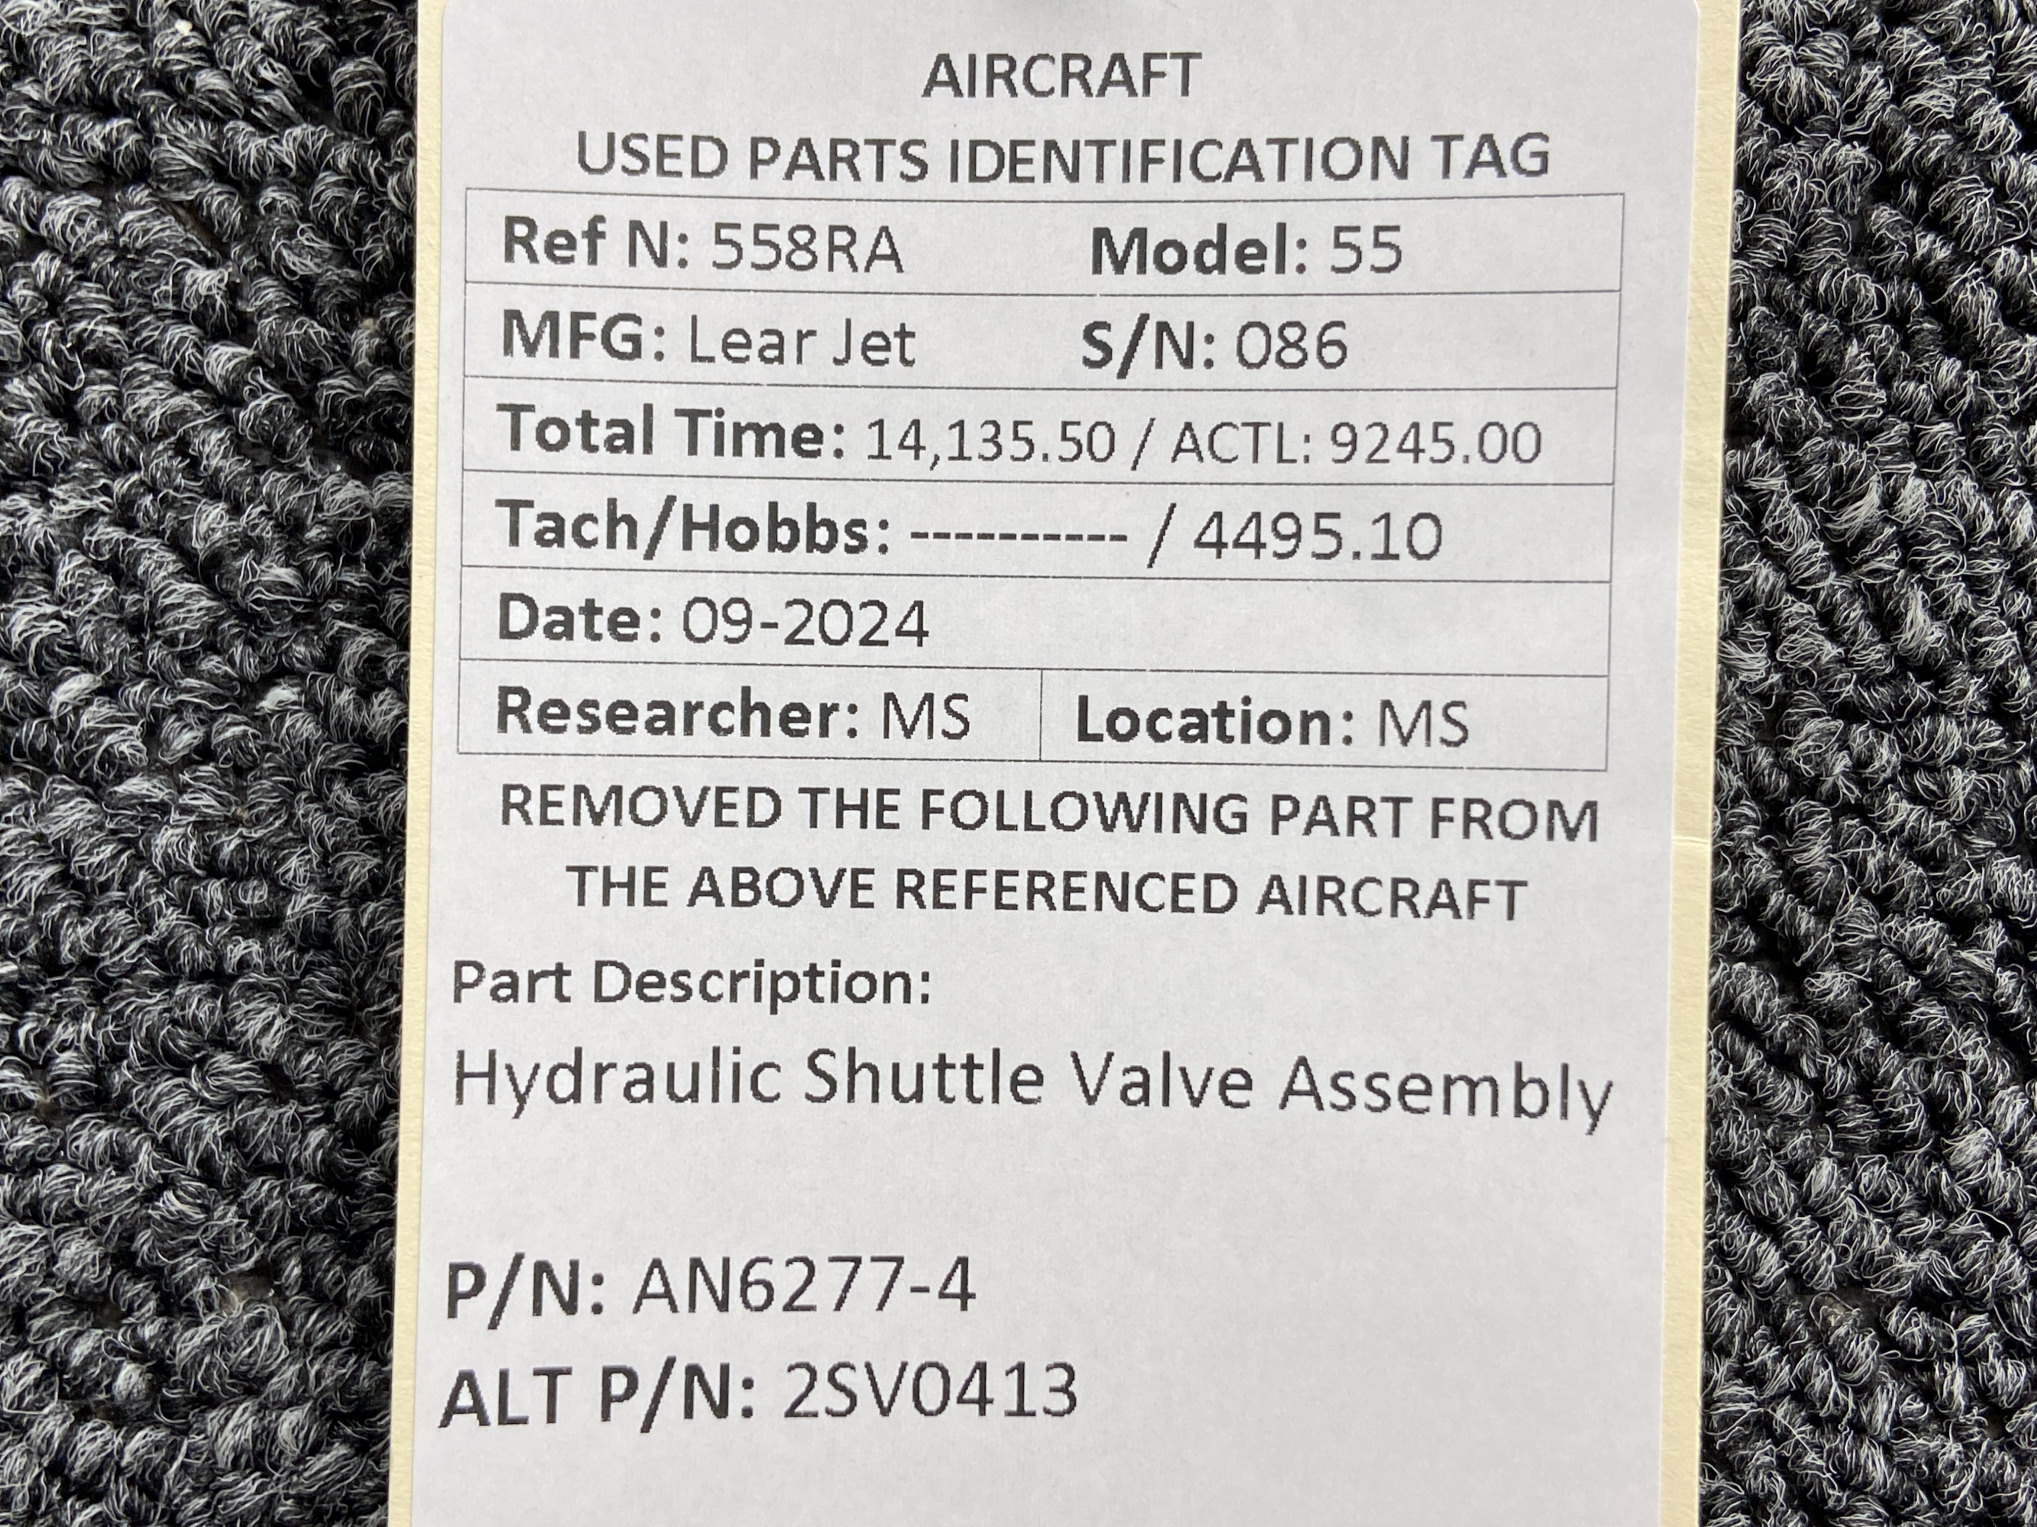 AIRCRAFT
USED PARTS IDENTIFICATION TAG
Ref N: 558RA Model: 55
MFG: Lear Jet S/N: 086
Total Time: 14,135.50 / ACTL: 9245.00
Tach/Hobbs: ---------- / 4495.10
Date: 09-2024
Researcher: MS Location: MS
REMOVED THE FOLLOWING PART FROM
THE ABOVE REFERENCED AIRCRAFT
Part Description:
Hydraulic Shuttle Valve Assembly
P/N: AN6277-4
ALT P/N: 2SV0413